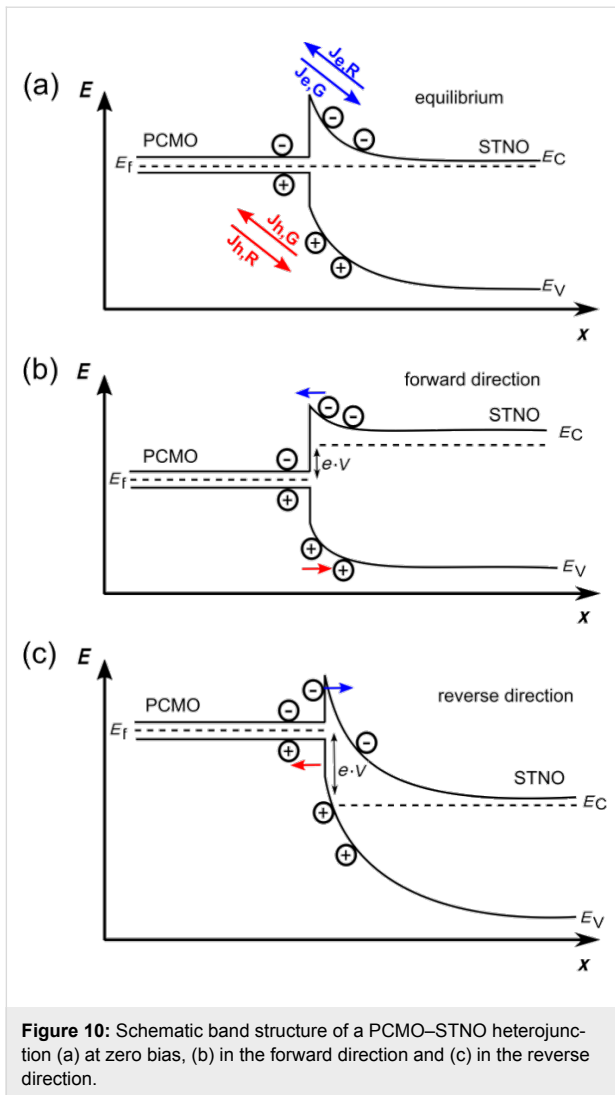 (a)
E
J_e,R
J_e,G
equilibrium
PCMO
STNO
E_f
E_C
J_h,G
J_h,R
E_V
x
(b)
E
forward direction
STNO
PCMO
E_C
E_f
e·V
E_V
x
(c)
E
reverse direction
PCMO
E_f
e·V
STNO
E_C
E_V
x
Figure 10: Schematic band structure of a PCMO–STNO heterojunc-
tion (a) at zero bias, (b) in the forward direction and (c) in the reverse
direction.